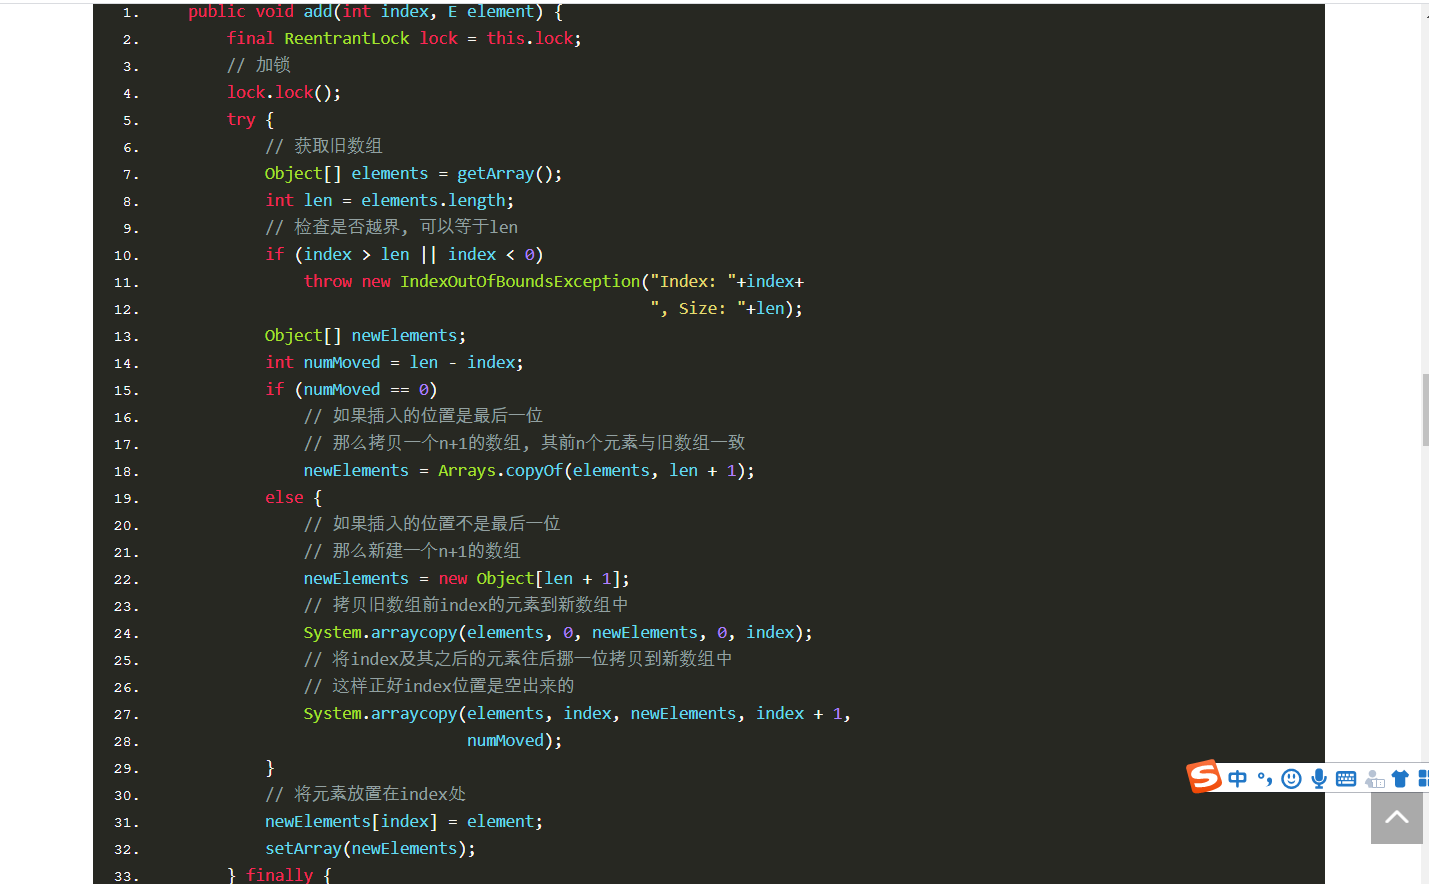 1. public void add(int index, E element) {
2. final ReentrantLock lock = this.lock;
3. // 加锁
4. lock.lock();
5. try {
6. // 获取旧数组
7. Object[] elements = getArray();
8. int len = elements.length;
9. // 检查是否越界, 可以等于len
10. if (index > len || index < 0)
11. throw new IndexOutOfBoundsException("Index: "+index+
12. ", Size: "+len);
13. Object[] newElements;
14. int numMoved = len - index;
15. if (numMoved == 0)
16. // 如果插入的位置是最后一位
17. // 那么拷贝一个n+1的数组, 其前n个元素与旧数组一致
18. newElements = Arrays.copyOf(elements, len + 1);
19. else {
20. // 如果插入的位置不是最后一位
21. // 那么新建一个n+1的数组
22. newElements = new Object[len + 1];
23. // 拷贝旧数组前index的元素到新数组中
24. System.arraycopy(elements, 0, newElements, 0, index);
25. // 将index及其之后的元素往后挪一位拷贝到新数组中
26. // 这样正好index位置是空出来的
27. System.arraycopy(elements, index, newElements, index + 1,
28. numMoved);
29. }
30. // 将元素放置在index处
31. newElements[index] = element;
32. setArray(newElements);
33. } finally {
S 中